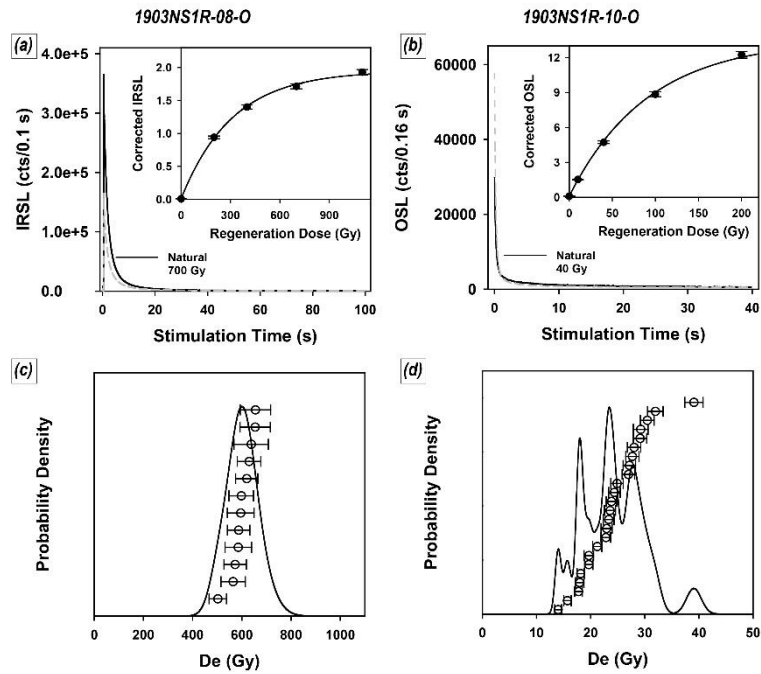 1903NS1R-08-O
1903NS1R-10-O
(a)
IRSL (cts/0.1 s)
4.0e+5
3.0e+5
2.0e+5
1.0e+5
0.0
0 20 40 60 80 100
Stimulation Time (s)
Natural
700 Gy
Corrected IRSL
2.0
1.5
1.0
0.5
0.0
0 300 600 900
Regeneration Dose (Gy)
(b)
OSL (cts/0.16 s)
60000
40000
20000
0
0 10 20 30 40
Stimulation Time (s)
Natural
40 Gy
Corrected OSL
12
9
6
3
0
0 50 100 150 200
Regeneration Dose (Gy)
(c)
Probability Density
0 200 400 600 800 1000
De (Gy)
(d)
Probability Density
0 10 20 30 40 50
De (Gy)